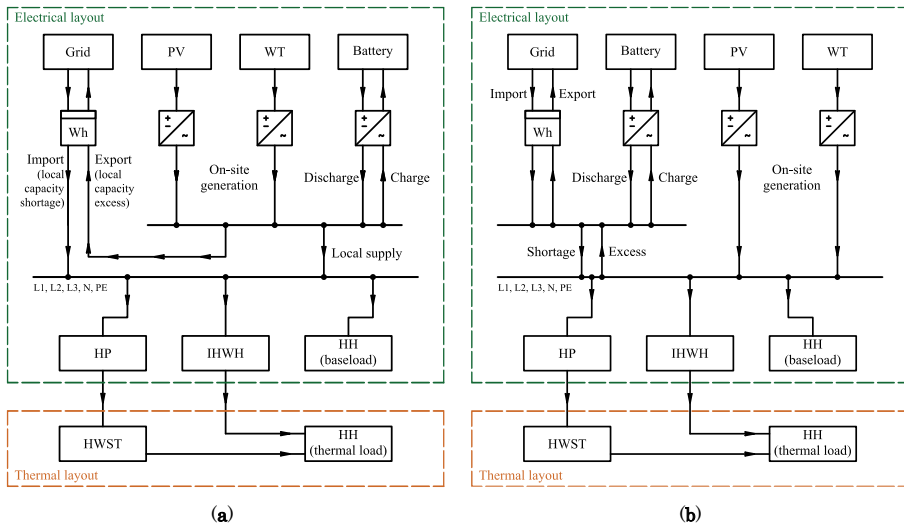 Electrical layout
Grid
PV
WT
Battery
Wh
+
-
~
+
-
~
+
-
~
Import
(local
capacity
shortage)
Export
(local
capacity
excess)
On-site
generation
Discharge
Charge
Local supply
L1, L2, L3, N, PE
HP
IHWH
HH
(baseload)
HWST
HH
(thermal load)
Thermal layout
(a)
Electrical layout
Grid
Battery
PV
WT
Import
Export
Wh
+
-
~
+
-
~
+
-
~
Discharge
Charge
On-site
generation
Shortage
Excess
L1, L2, L3, N, PE
HP
IHWH
HH
(baseload)
HWST
HH
(thermal load)
Thermal layout
(b)